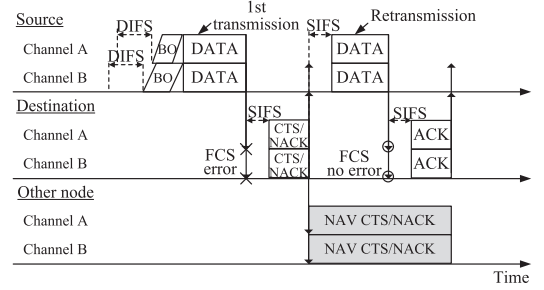 Source
1st
transmission
Retransmission
DIFS
SIFS
Channel A
BO
DATA
DATA
DIFS
Channel B
BO
DATA
DATA
Destination
SIFS
SIFS
Channel A
CTS/
NACK
ACK
Channel B
CTS/
NACK
ACK
FCS
error
FCS
no error
Other node
Channel A
NAV CTS/NACK
Channel B
NAV CTS/NACK
Time